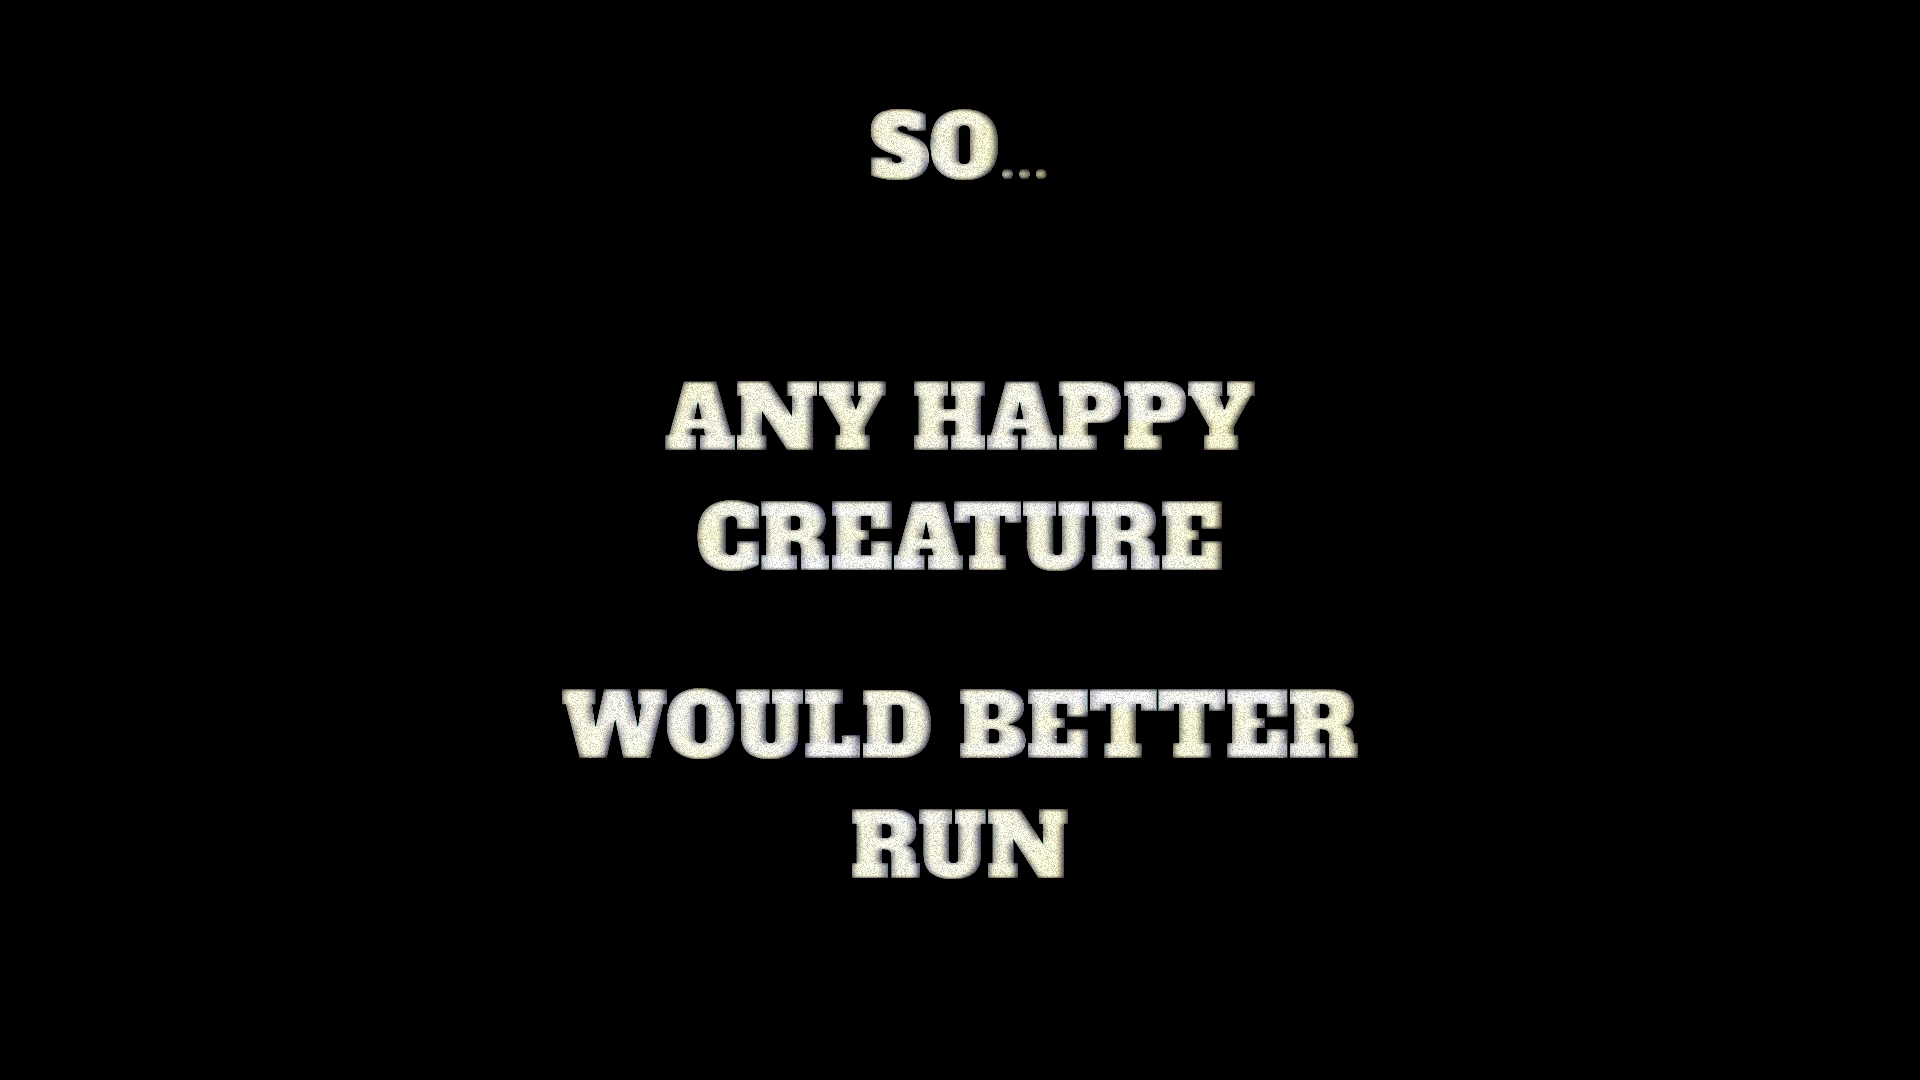 SO...
ANY HAPPY
CREATURE
WOULD BETTER
RUN